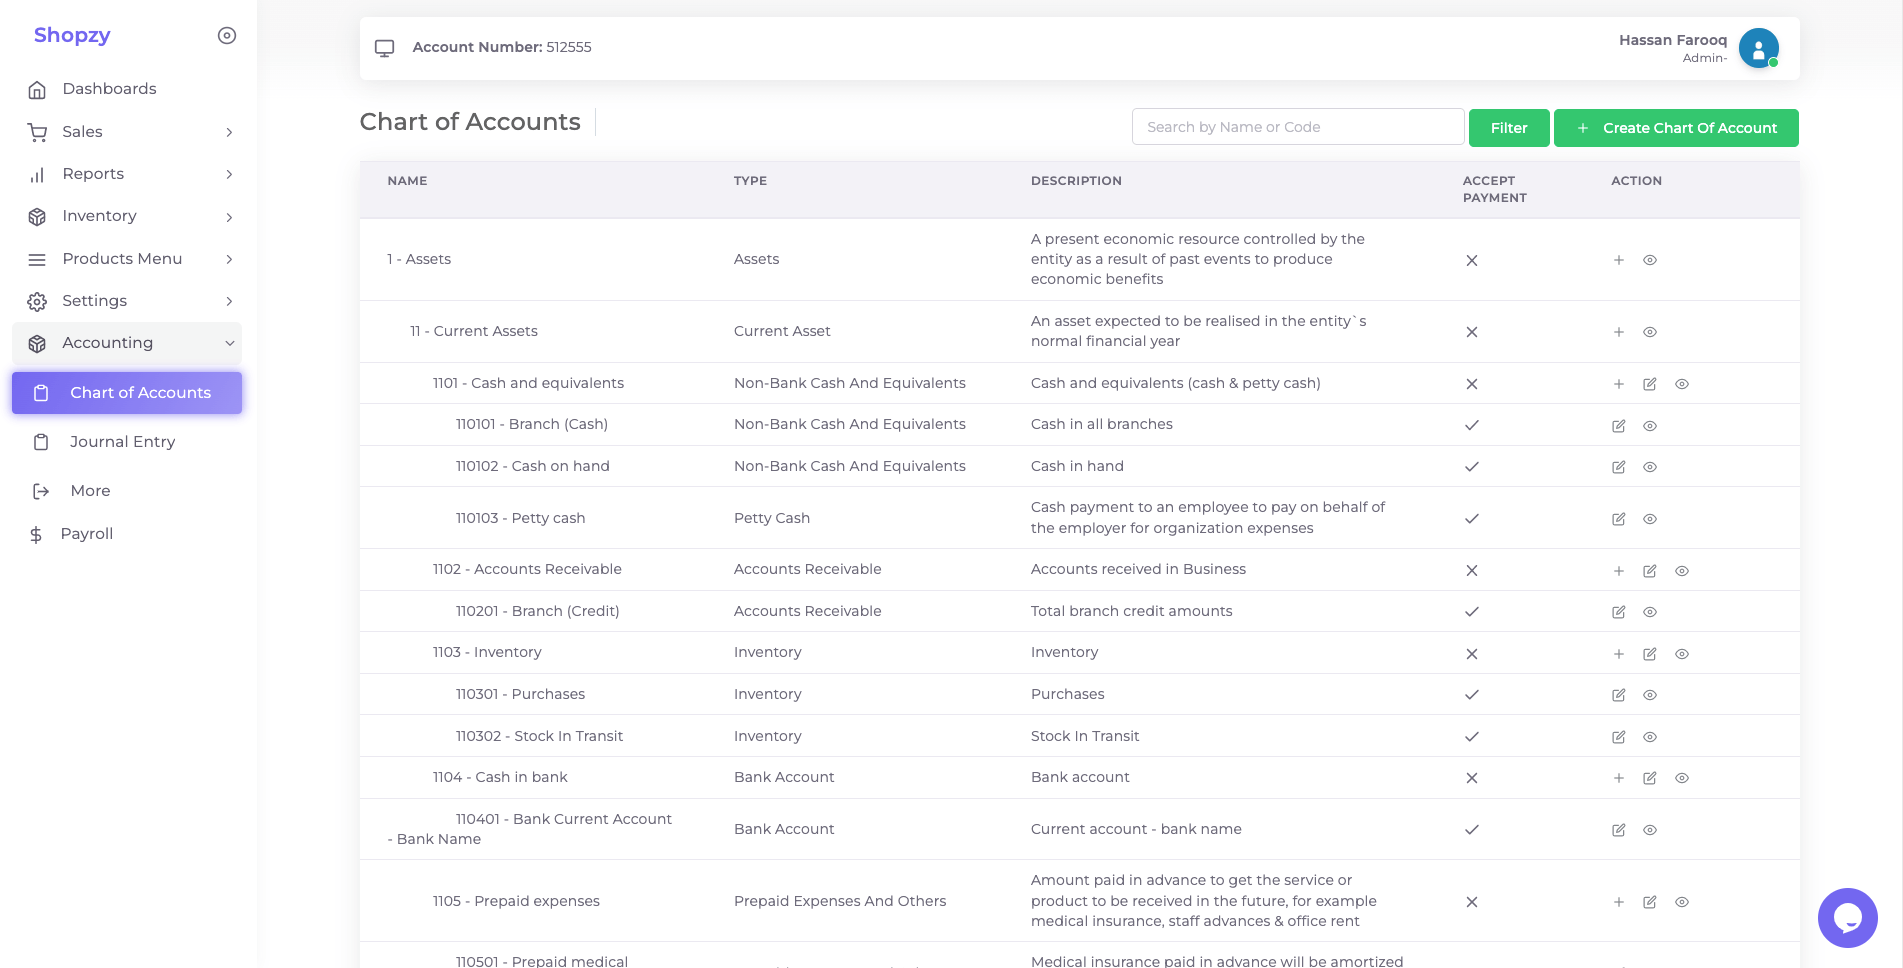 Shopzy
Dashboards
Sales
Reports
Inventory
Products Menu
Settings
Accounting
Chart of Accounts
Journal Entry
More
Payroll
Account Number: 512555
Hassan Farooq
Admin-
Chart of Accounts
Search by Name or Code
Filter
Create Chart Of Account
NAME TYPE DESCRIPTION ACCEPT PAYMENT ACTION
1 - Assets
Assets
A present economic resource controlled by the
entity as a result of past events to produce
economic benefits
11 - Current Assets
Current Asset
An asset expected to be realised in the entity`s
normal financial year
1101 - Cash and equivalents
Non-Bank Cash And Equivalents
Cash and equivalents (cash & petty cash)
110101 - Branch (Cash)
Non-Bank Cash And Equivalents
Cash in all branches
110102 - Cash on hand
Non-Bank Cash And Equivalents
Cash in hand
110103 - Petty cash
Petty Cash
Cash payment to an employee to pay on behalf of
the employer for organization expenses
1102 - Accounts Receivable
Accounts Receivable
Accounts received in Business
110201 - Branch (Credit)
Accounts Receivable
Total branch credit amounts
1103 - Inventory
Inventory
Inventory
110301 - Purchases
Inventory
Purchases
110302 - Stock In Transit
Inventory
Stock In Transit
1104 - Cash in bank
Bank Account
Bank account
110401 - Bank Current Account
- Bank Name
Bank Account
Current account - bank name
1105 - Prepaid expenses
Prepaid Expenses And Others
Amount paid in advance to get the service or
product to be received in the future, for example
medical insurance, staff advances & office rent
110501 - Prepaid medical
Medical insurance paid in advance will be amortized